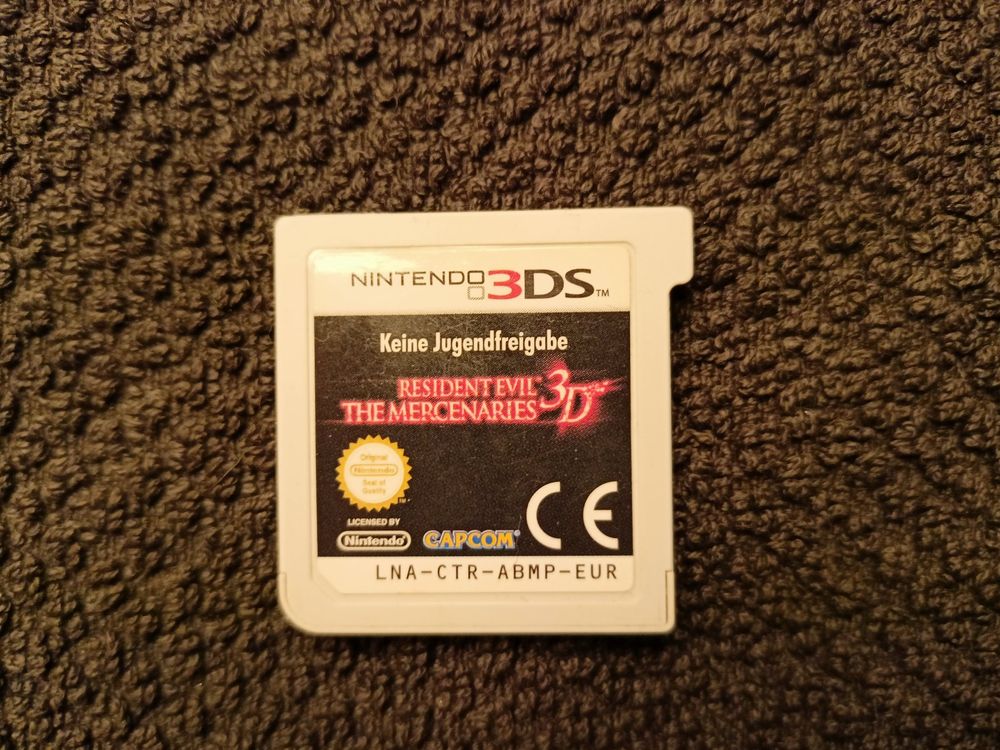 NINTENDO 3DS™
Keine Jugendfreigabe
RESIDENT EVIL
THE MERCENARIES 3D
Original
Nintendo
Seal of
Quality
TM
LICENSED BY
Nintendo
CAPCOM
CE
LNA-CTR-ABMP-EUR